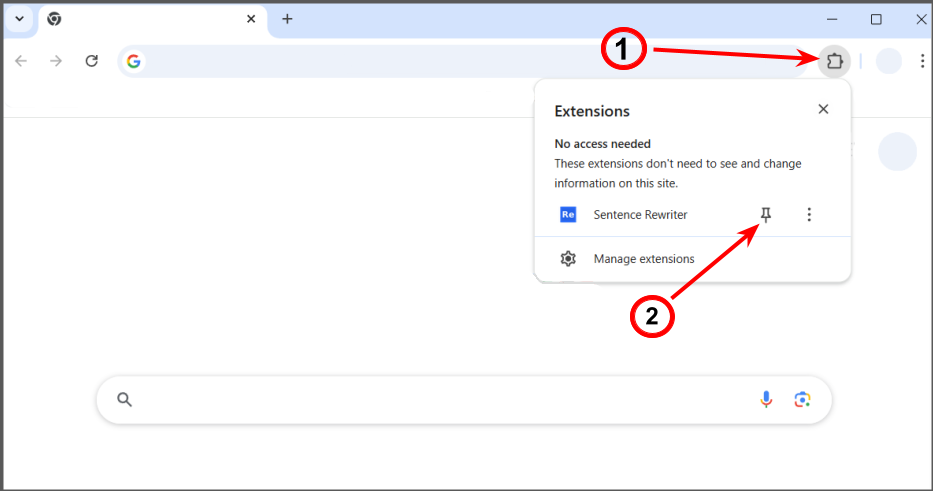 1
Extensions
No access needed
These extensions don't need to see and change
information on this site.
Re Sentence Rewriter
Manage extensions
2